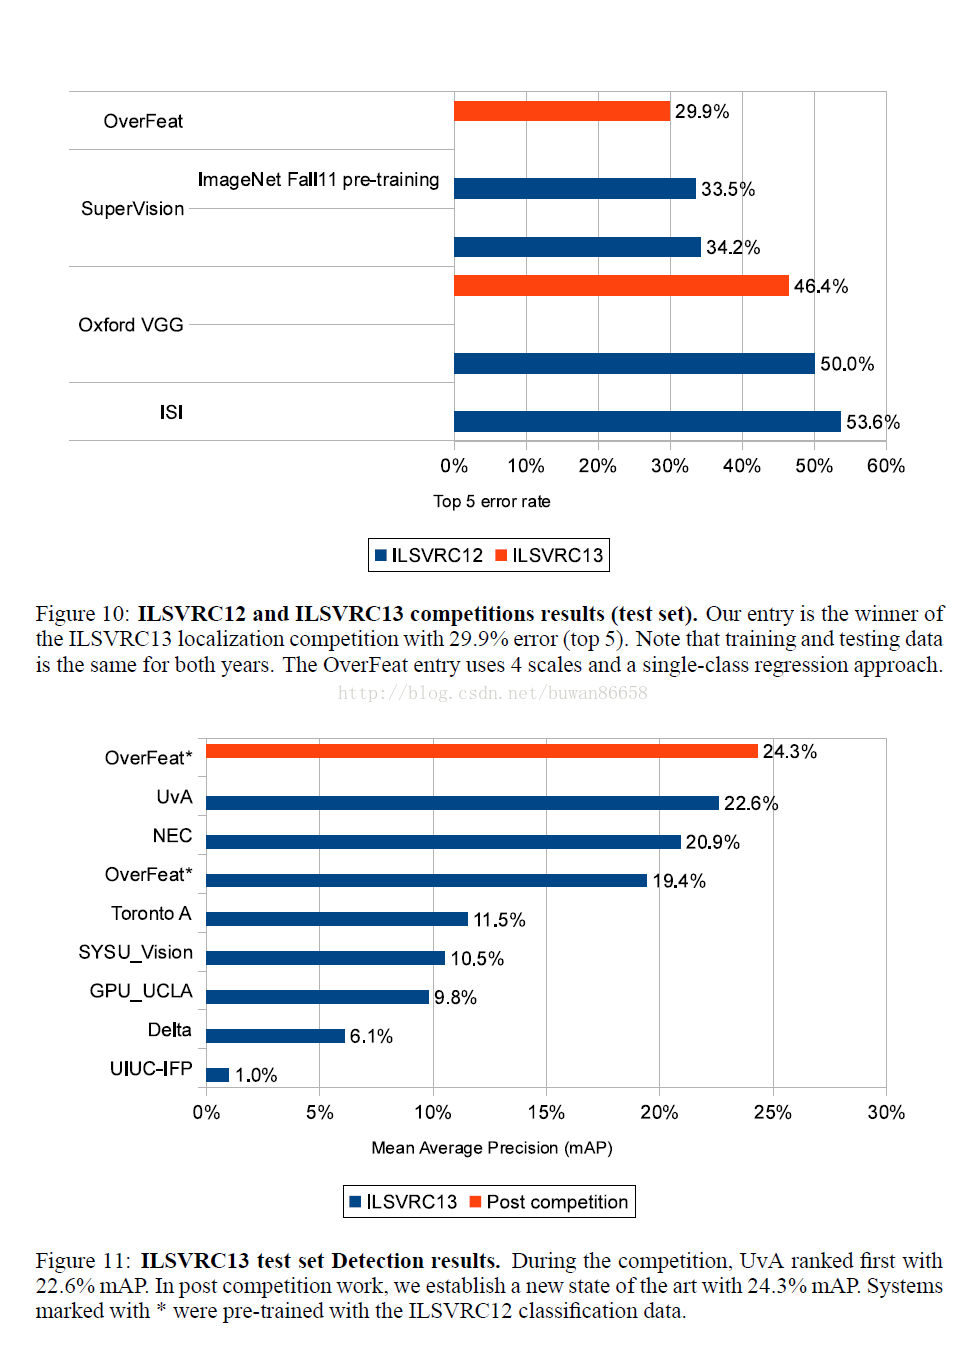 OverFeat
29.9%
ImageNet Fall11 pre-training
33.5%
SuperVision
34.2%
46.4%
Oxford VGG
50.0%
ISI
53.6%
0% 10% 20% 30% 40% 50% 60%
Top 5 error rate
ILSVRC12 ILSVRC13
Figure 10: ILSVRC12 and ILSVRC13 competitions results (test set). Our entry is the winner of
the ILSVRC13 localization competition with 29.9% error (top 5). Note that training and testing data
is the same for both years. The OverFeat entry uses 4 scales and a single-class regression approach.
http://blog.csdn.net/buwan86658
OverFeat* 24.3%
UvA 22.6%
NEC 20.9%
OverFeat* 19.4%
Toronto A 11.5%
SYSU_Vision 10.5%
GPU_UCLA 9.8%
Delta 6.1%
UIUC-IFP 1.0%
0% 5% 10% 15% 20% 25% 30%
Mean Average Precision (mAP)
ILSVRC13 Post competition
Figure 11: ILSVRC13 test set Detection results. During the competition, UvA ranked first with
22.6% mAP. In post competition work, we establish a new state of the art with 24.3% mAP. Systems
marked with * were pre-trained with the ILSVRC12 classification data.